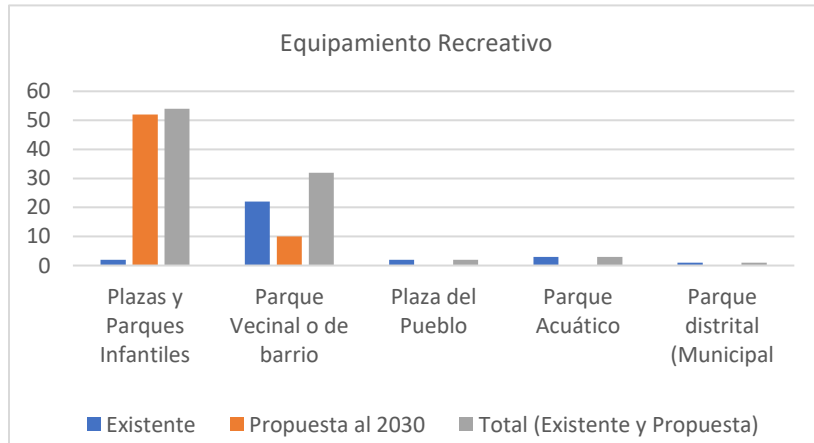 Equipamiento Recreativo
60
50
40
30
20
10
0
Plazas y
Parques
Infantiles
Parque
Vecinal o de
barrio
Plaza del
Pueblo
Parque
Acuático
Parque
distrital
(Municipal
Existente
Propuesta al 2030
Total (Existente y Propuesta)